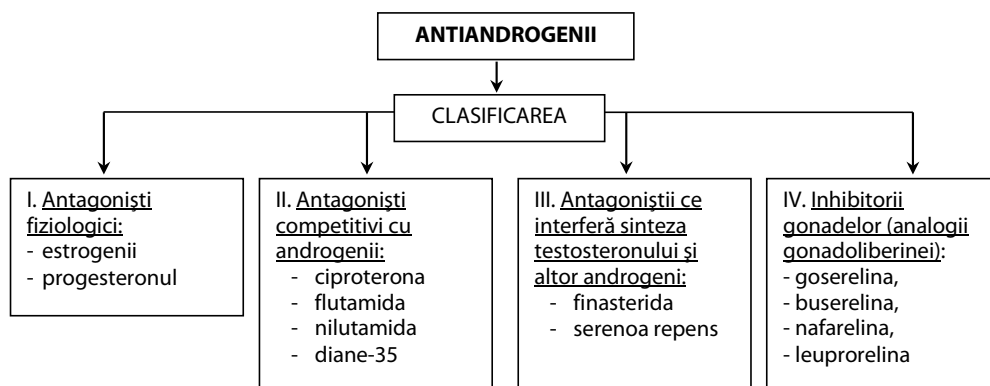 ANTIANDROGENII
CLASIFICAREA
I. Antagonişti
fiziologici:
- estrogenii
- progesteronul
II. Antagonişti
competitivi cu
androgenii:
- ciproterona
- flutamida
- nilutamida
- diane-35
III. Antagoniştii ce
interferă sinteza
testosteronului şi
altor androgeni:
- finasterida
- serenoa repens
IV. Inhibitorii
gonadelor (analogii
gonadoliberinei):
- goserelina,
- buserelina,
- nafarelina,
- leuprorelina